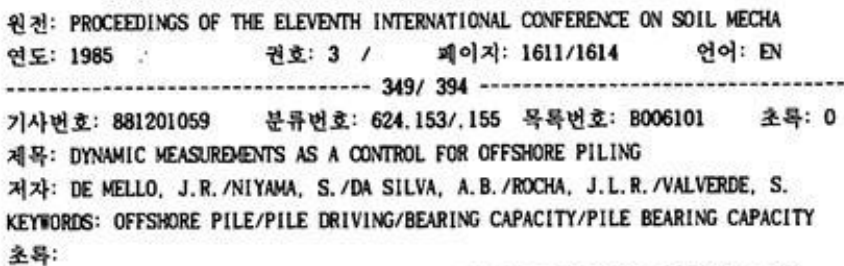 원전: PROCEEDINGS OF THE ELEVENTH INTERNATIONAL CONFERENCE ON SOIL MECHA
연도: 1985 권호: 3 / 페이지: 1611/1614 언어: EN
---------------------------------- 349/ 394 ----------------------------------
기사번호: 881201059 분류번호: 624.153/.155 목록번호: B006101 초록: 0
제목: DYNAMIC MEASUREMENTS AS A CONTROL FOR OFFSHORE PILING
저자: DE MELLO, J.R./NIYAMA, S./DA SILVA, A.B./ROCHA, J.L.R./VALVERDE, S.
KEYWORDS: OFFSHORE PILE/PILE DRIVING/BEARING CAPACITY/PILE BEARING CAPACITY
초록: